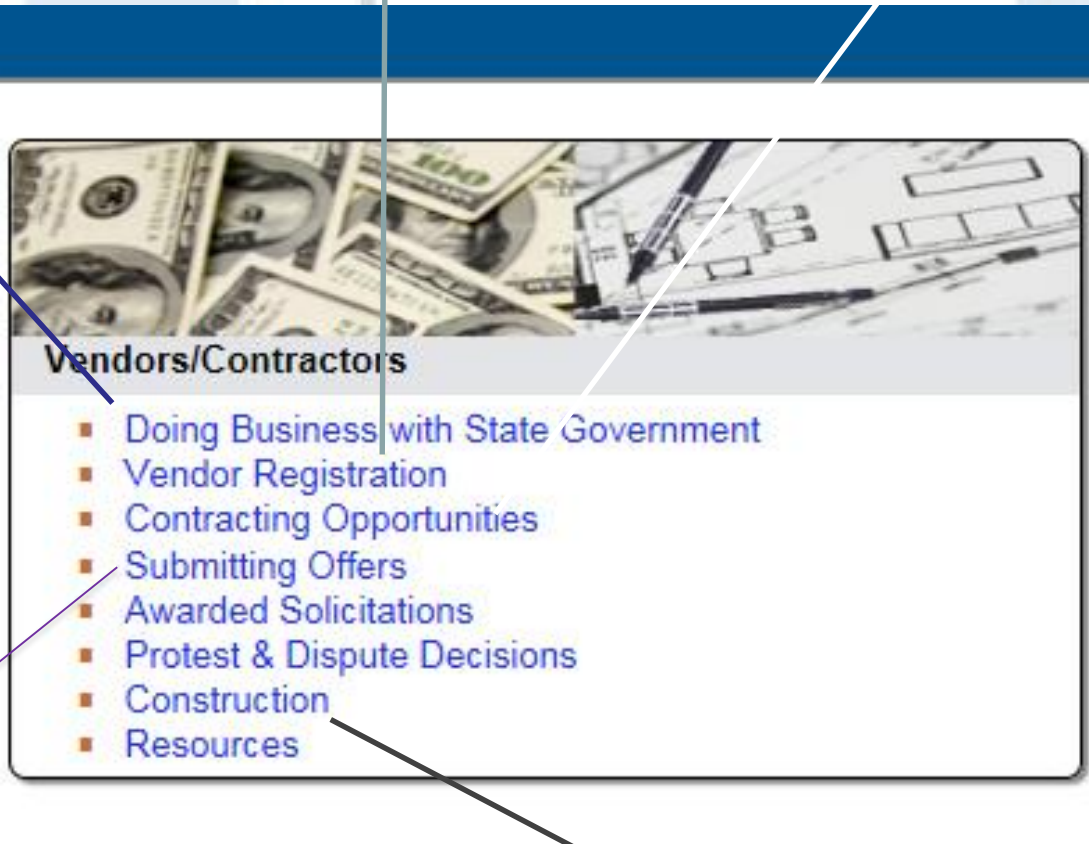 100
Vendors/Contractors
Doing Business with State Government
Vendor Registration
Contracting Opportunities
Submitting Offers
Awarded Solicitations
Protest & Dispute Decisions
Construction
Resources